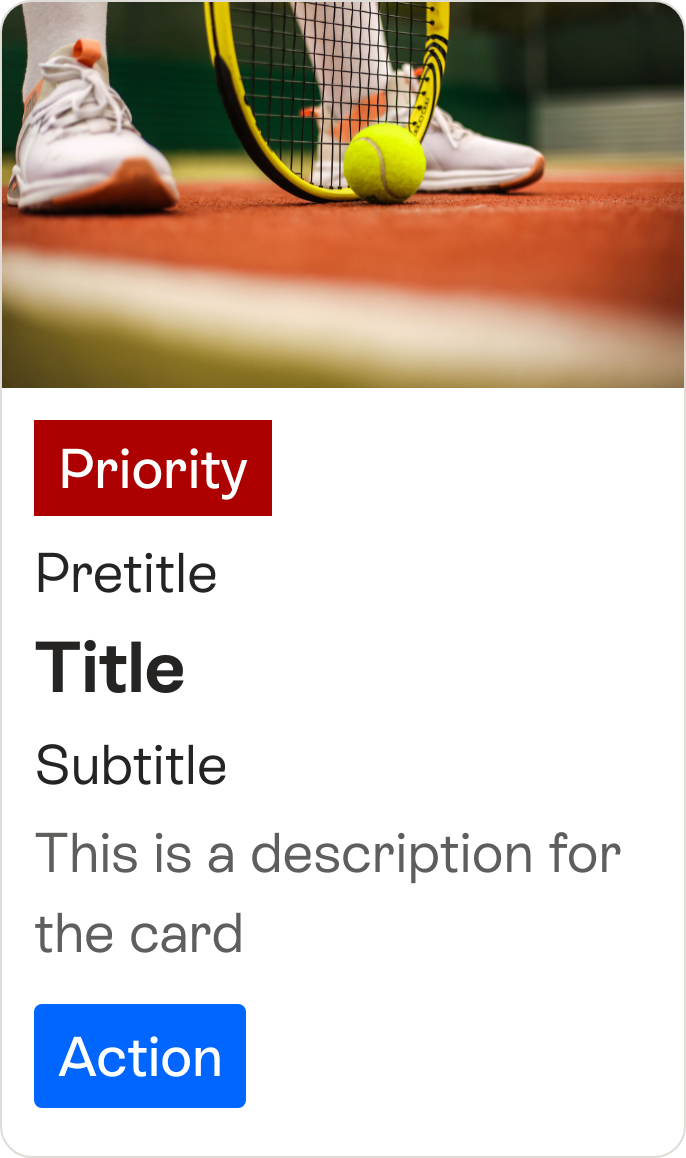 Priority
Pretitle
Title
Subtitle
This is a description for
the card
Action